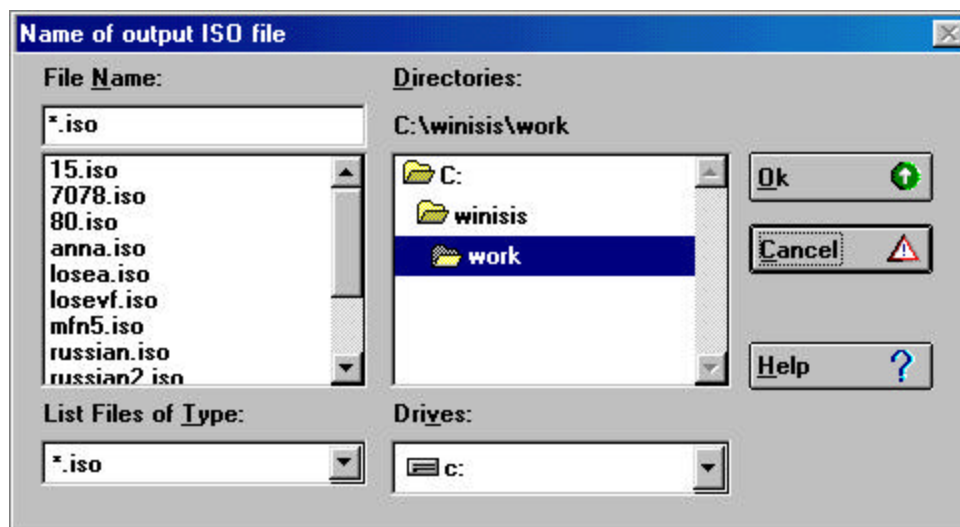 Name of output ISO file
File Name:
*.iso
15.iso
7078.iso
80.iso
anna.iso
losea.iso
losevf.iso
mfn5.iso
russian.iso
russian2.iso
List Files of Type:
*.iso
Directories:
C:\winisis\work
C:
winisis
work
Drives:
c:
Ok
Cancel
Help